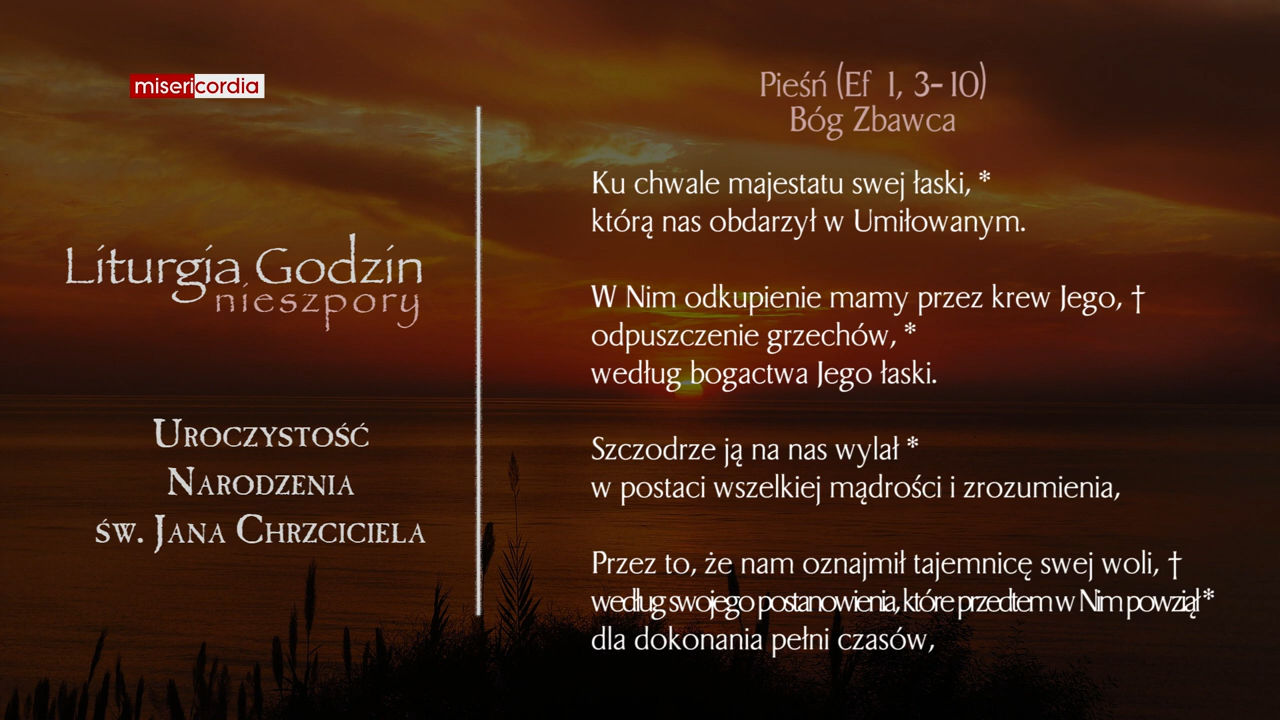 misericordia
Liturgia Godzin
nieszpory
Uroczystość
Narodzenia
św. Jana Chrzciciela
Pieśń (Ef 1, 3-10)
Bóg Zbawca
Ku chwale majestatu swej łaski, *
którą nas obdarzył w Umiłowanym.
W Nim odkupienie mamy przez krew Jego, †
odpuszczenie grzechów, *
według bogactwa Jego łaski.
Szczodrze ją na nas wylał *
w postaci wszelkiej mądrości i zrozumienia,
Przez to, że nam oznajmił tajemnicę swej woli, †
według swojego postanowienia, które przedtem w Nim powziął *
dla dokonania pełni czasów,